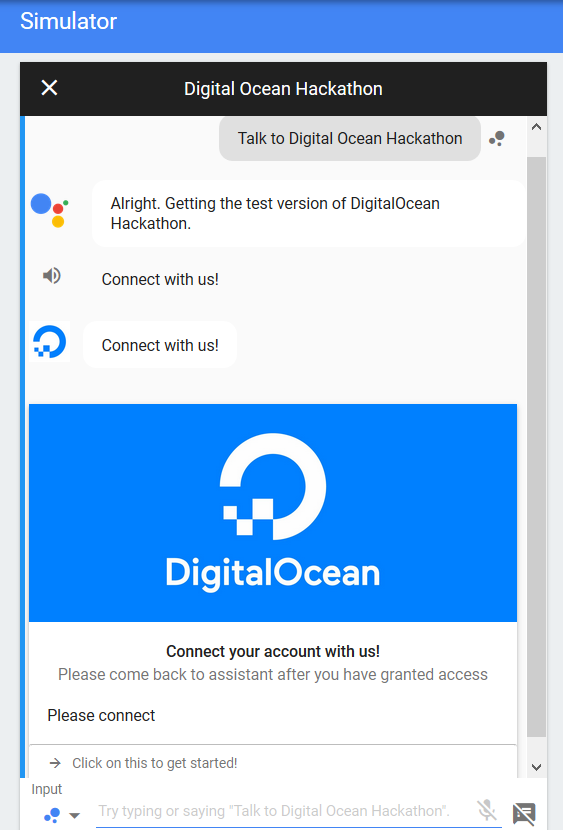 Simulator
Digital Ocean Hackathon
Talk to Digital Ocean Hackathon
Alright. Getting the test version of DigitalOcean
Hackathon.
Connect with us!
Connect with us!
DigitalOcean
Connect your account with us!
Please come back to assistant after you have granted access
Please connect
Click on this to get started!
Input
Try typing or saying "Talk to Digital Ocean Hackathon".